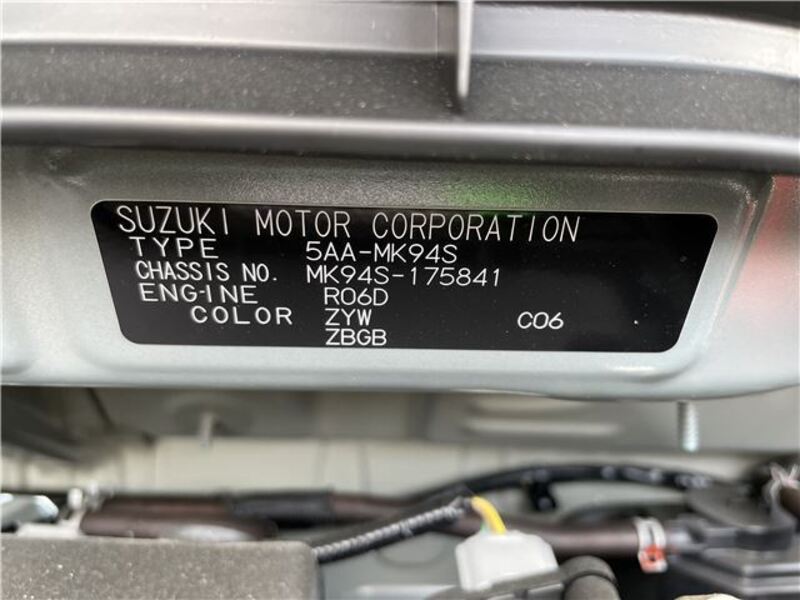 SUZUKI MOTOR CORPORATION
TYPE 5AA-MK94S
CHASSIS NO. MK94S-175841
ENGINE R06D
COLOR ZYW C06
ZBGB